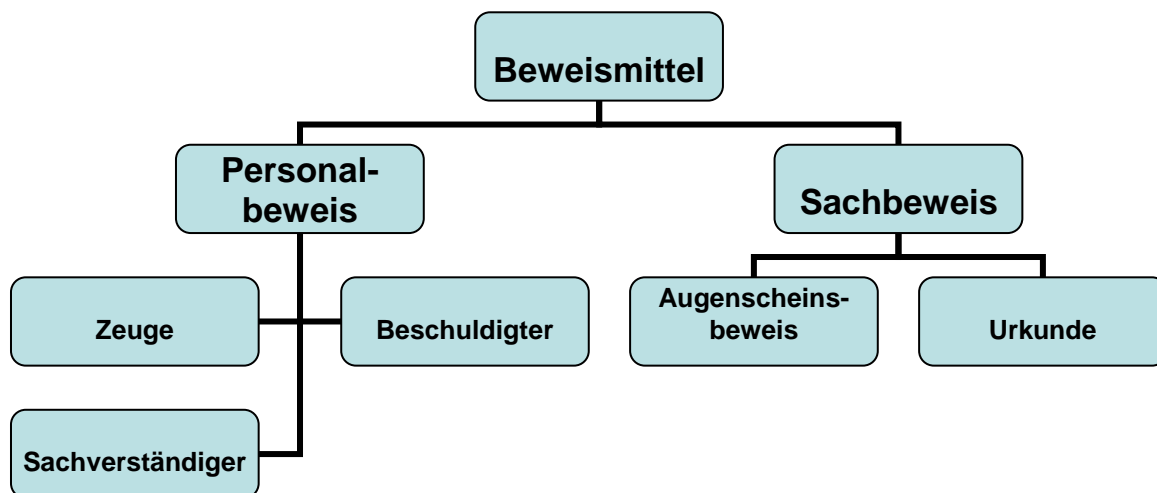 Beweismittel
Personal-
beweis
Sachbeweis
Zeuge
Beschuldigter
Augenscheins-
beweis
Urkunde
Sachverständiger